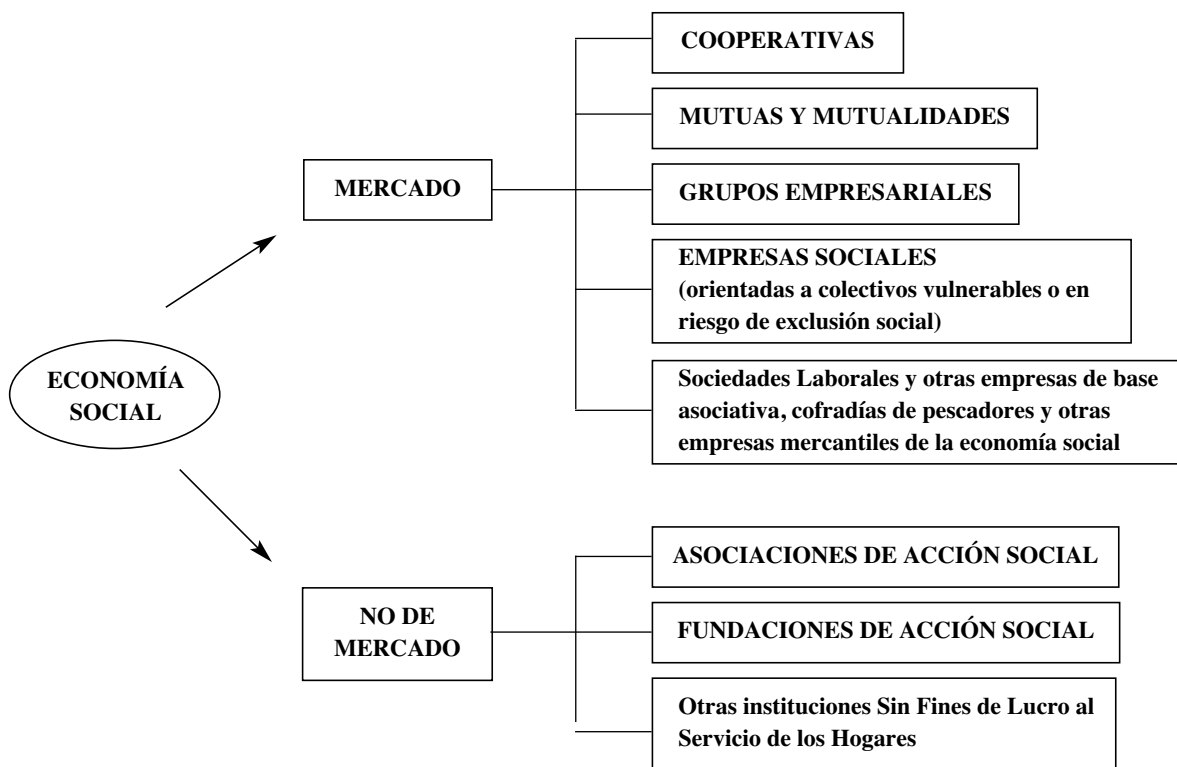 COOPERATIVAS
MUTUAS Y MUTUALIDADES
MERCADO
GRUPOS EMPRESARIALES
EMPRESAS SOCIALES
(orientadas a colectivos vulnerables o en
riesgo de exclusión social)
ECONOMÍA
SOCIAL
Sociedades Laborales y otras empresas de base
asociativa, cofradías de pescadores y otras
empresas mercantiles de la economía social
ASOCIACIONES DE ACCIÓN SOCIAL
NO DE
MERCADO
FUNDACIONES DE ACCIÓN SOCIAL
Otras instituciones Sin Fines de Lucro al
Servicio de los Hogares